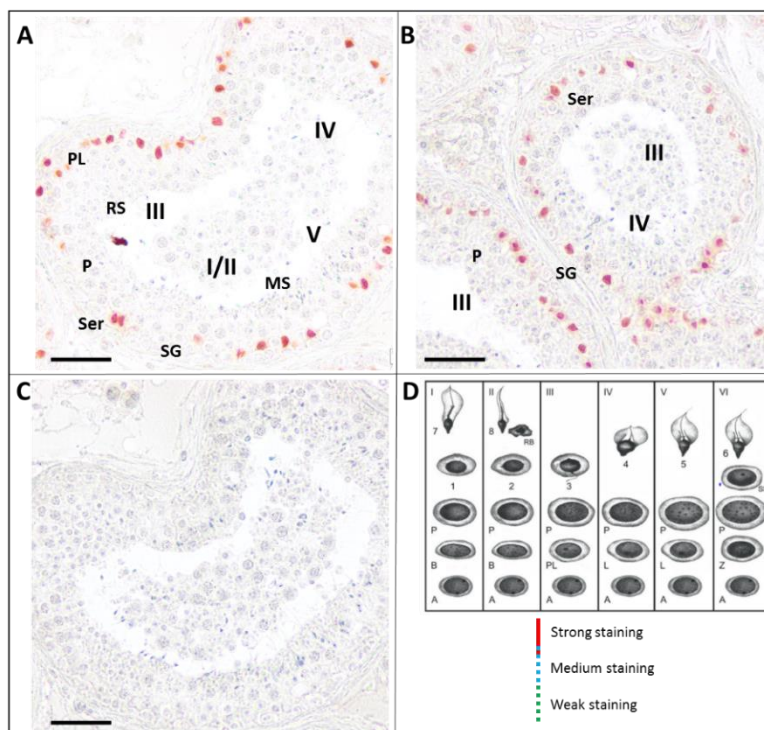 A
PL
IV
RS
III
V
P
I/II
MS
Ser
SG
B
Ser
III
IV
P
SG
III
C
D
I II III IV V VI
7 8 RB 4 5 6
1 2 3
P P P P P P
B B PL L L Z
A A A A A A
Strong staining
Medium staining
Weak staining